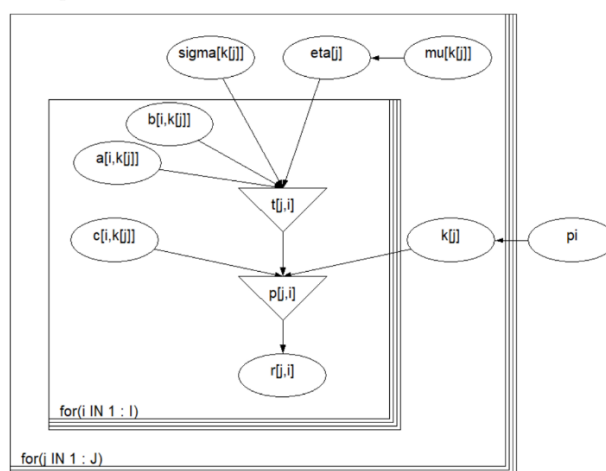 sigma[k[j]]
eta[j]
mu[k[j]]
b[i,k[j]]
a[i,k[j]]
t[j,i]
c[i,k[j]]
k[j]
pi
p[j,i]
r[j,i]
for(i IN 1 : I)
for(j IN 1 : J)